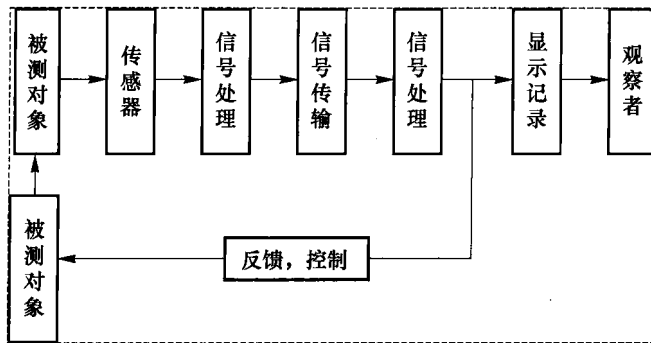 被测对象
传感器
信号处理
信号传输
信号处理
显示记录
观察者
被测对象
反馈，控制